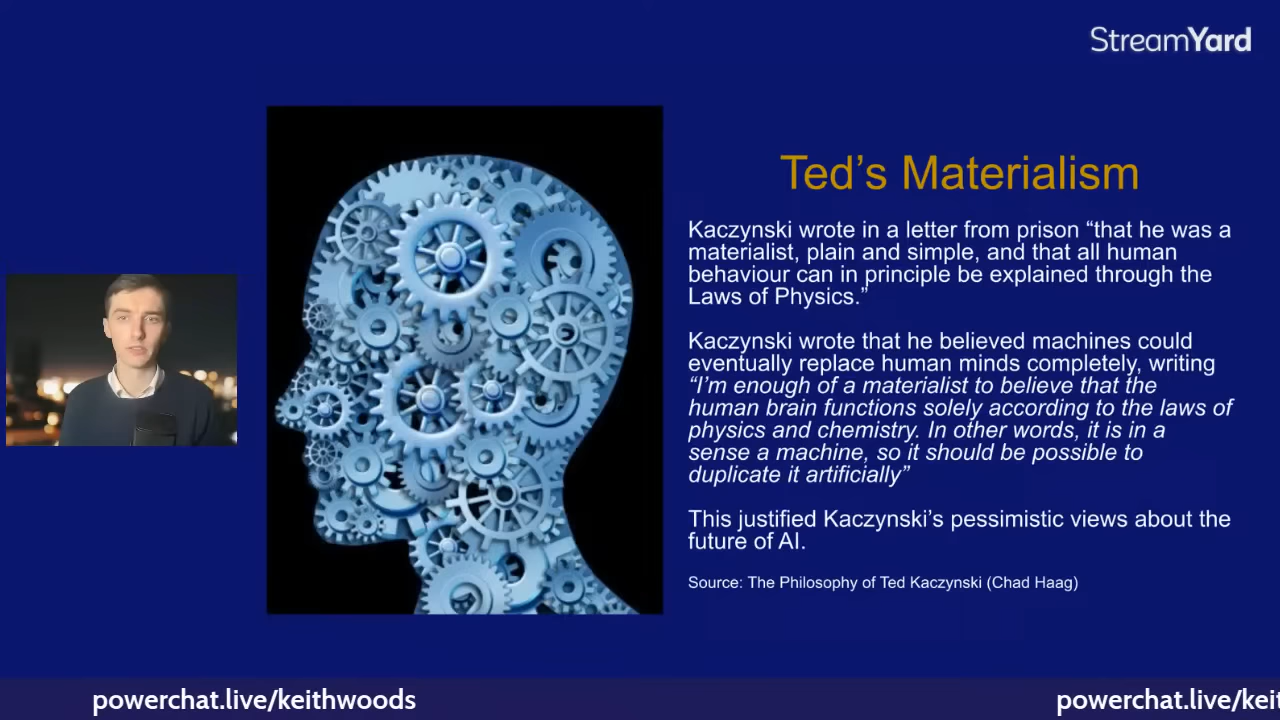 StreamYard
Ted’s Materialism
Kaczynski wrote in a letter from prison “that he was a
materialist, plain and simple, and that all human
behaviour can in principle be explained through the
Laws of Physics.”
Kaczynski wrote that he believed machines could
eventually replace human minds completely, writing
“I’m enough of a materialist to believe that the
human brain functions solely according to the laws of
physics and chemistry. In other words, it is in a
sense a machine, so it should be possible to
duplicate it artificially”
This justified Kaczynski’s pessimistic views about the
future of AI.
Source: The Philosophy of Ted Kaczynski (Chad Haag)
powerchat.live/keithwoods
powerchat.live/kei